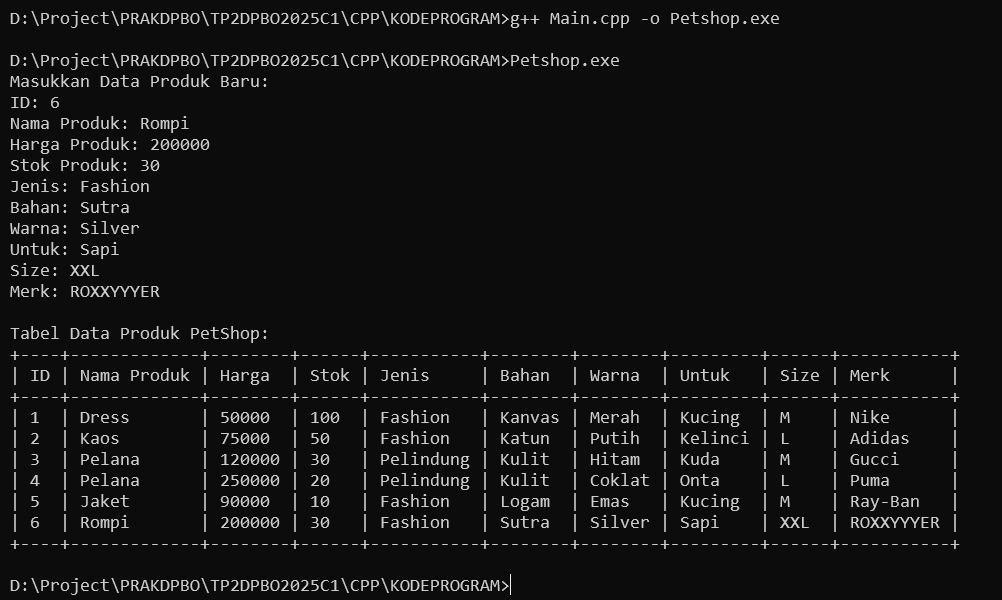 D:\Project\PRAKDPBO\TP2DPBO2025C1\CPP\KODEPROGRAM>g++ Main.cpp -o Petshop.exe
D:\Project\PRAKDPBO\TP2DPBO2025C1\CPP\KODEPROGRAM>Petshop.exe
Masukkan Data Produk Baru:
ID: 6
Nama Produk: Rompi
Harga Produk: 200000
Stok Produk: 30
Jenis: Fashion
Bahan: Sutra
Warna: Silver
Untuk: Sapi
Size: XXL
Merk: ROXXYYYER
Tabel Data Produk PetShop:
+----+-------------+--------+------+-----------+--------+--------+---------+------+-----------+
| ID | Nama Produk | Harga  | Stok | Jenis     | Bahan  | Warna  | Untuk   | Size | Merk      |
+----+-------------+--------+------+-----------+--------+--------+---------+------+-----------+
| 1  | Dress       | 50000  | 100  | Fashion   | Kanvas | Merah  | Kucing  | M    | Nike      |
| 2  | Kaos        | 75000  | 50   | Fashion   | Katun  | Putih  | Kelinci | L    | Adidas    |
| 3  | Pelana      | 120000 | 30   | Pelindung | Kulit  | Hitam  | Kuda    | M    | Gucci     |
| 4  | Pelana      | 250000 | 20   | Pelindung | Kulit  | Coklat | Onta    | L    | Puma      |
| 5  | Jaket       | 90000  | 10   | Fashion   | Logam  | Emas   | Kucing  | M    | Ray-Ban   |
| 6  | Rompi       | 200000 | 30   | Fashion   | Sutra  | Silver | Sapi    | XXL  | ROXXYYYER |
+----+-------------+--------+------+-----------+--------+--------+---------+------+-----------+
D:\Project\PRAKDPBO\TP2DPBO2025C1\CPP\KODEPROGRAM>